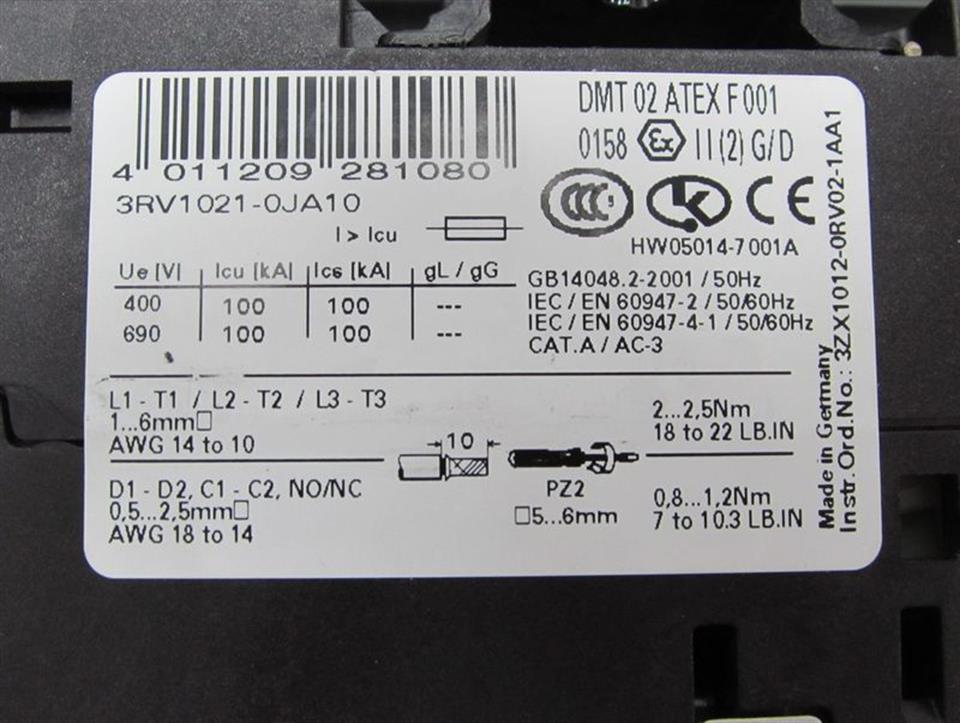 4 011209 281080
3RV1021-0JA10
I > Icu
Ue [V] Icu [kA] Ics [kA] gL / gG
400 100 100 ---
690 100 100 ---
DMT 02 ATEX F 001
0158 Ex II (2) G/D
CCC CE
HW05014-7001A
GB14048.2-2001 / 50Hz
IEC / EN 60947-2 / 50/60Hz
IEC / EN 60947-4-1 / 50/60Hz
CAT.A / AC-3
L1 - T1 / L2 - T2 / L3 - T3
1...6mm□
AWG 14 to 10
D1 - D2, C1 - C2, NO/NC
0,5...2,5mm□
AWG 18 to 14
10
PZ2
□5...6mm
2...2,5Nm
18 to 22 LB.IN
0,8...1,2Nm
7 to 10.3 LB.IN
Made in Germany
Instr.Ord.No.: 3ZX1012-0RV02-1AA1